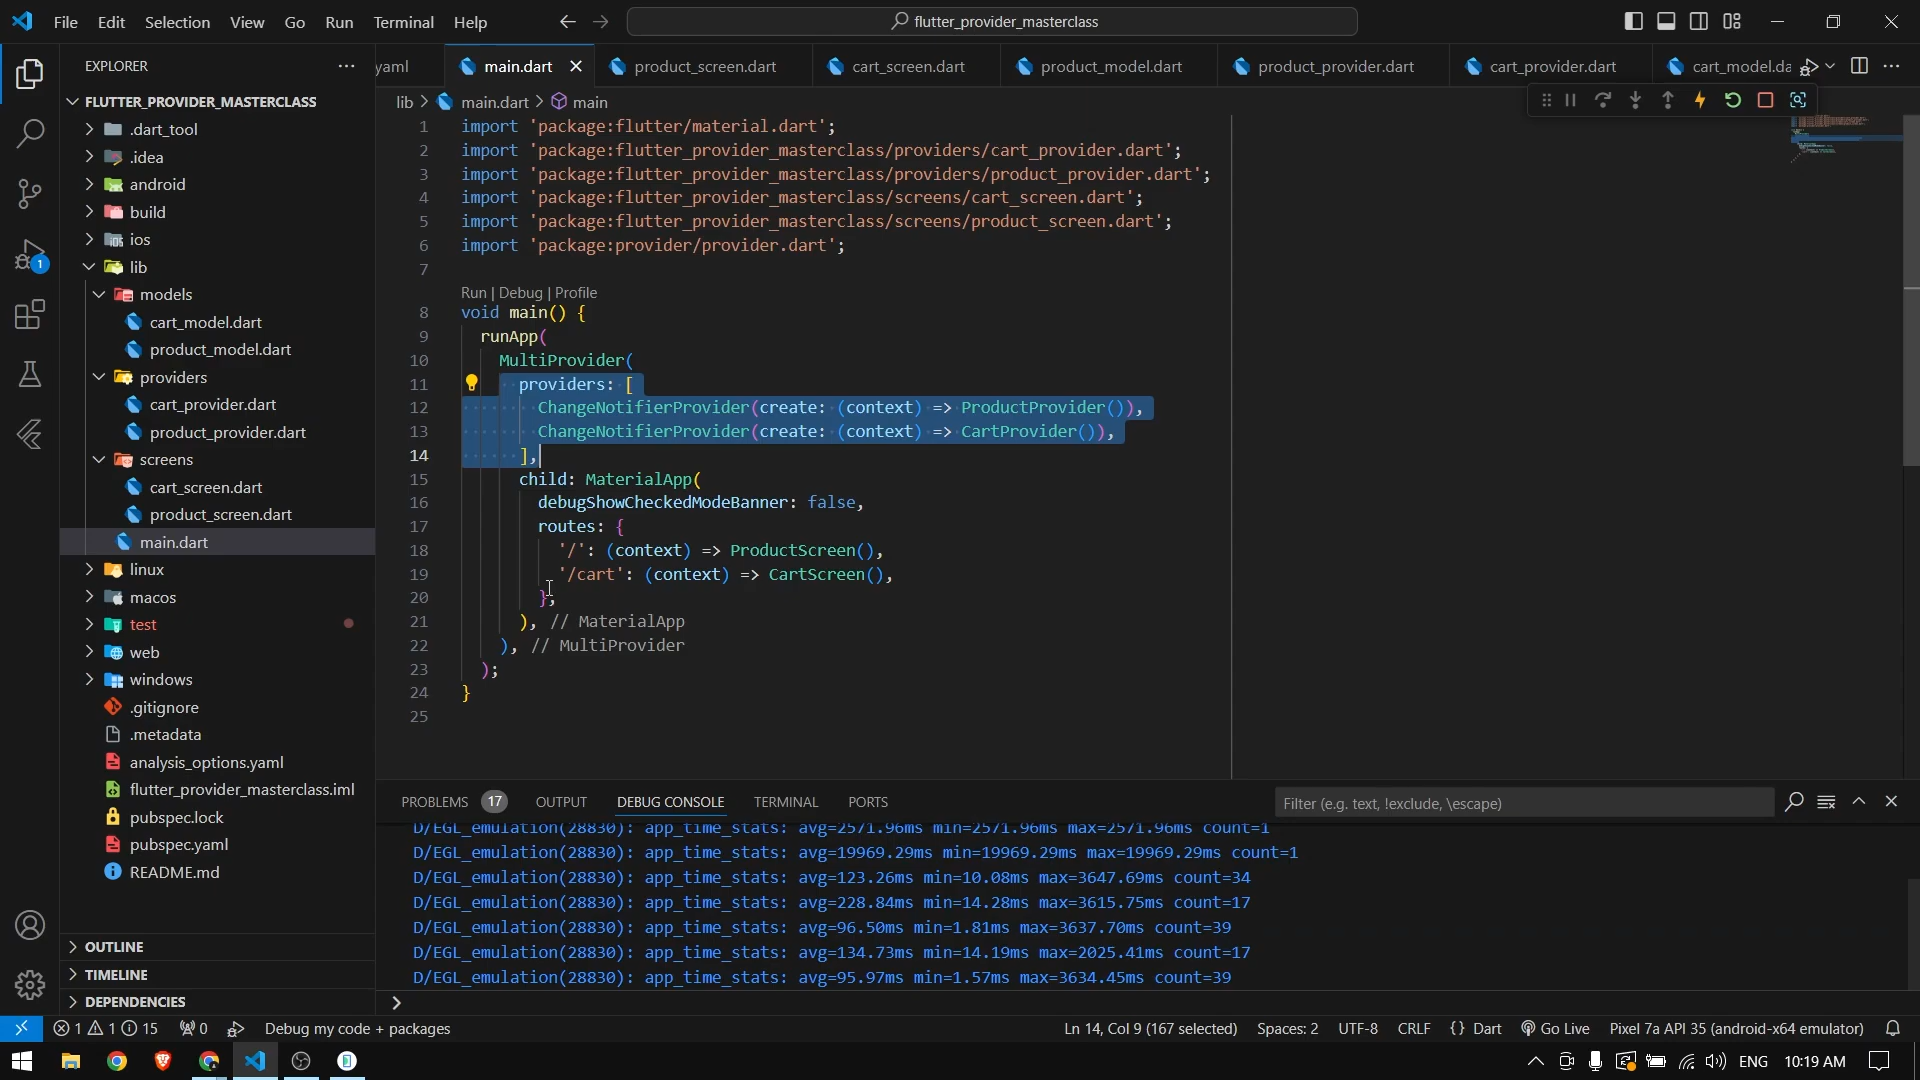 File Edit Selection View Go Run Terminal Help
flutter_provider_masterclass
EXPLORER
yaml
main.dart
product_screen.dart
cart_screen.dart
product_model.dart
product_provider.dart
cart_provider.dart
cart_model.da
FLUTTER_PROVIDER_MASTERCLASS
.dart_tool
.idea
android
build
ios
lib
models
cart_model.dart
product_model.dart
providers
cart_provider.dart
product_provider.dart
screens
cart_screen.dart
product_screen.dart
main.dart
linux
macos
test
web
windows
.gitignore
.metadata
analysis_options.yaml
flutter_provider_masterclass.iml
pubspec.lock
pubspec.yaml
README.md
OUTLINE
TIMELINE
DEPENDENCIES
1
lib > main.dart > main
1 import 'package:flutter/material.dart';
2 import 'package:flutter_provider_masterclass/providers/cart_provider.dart';
3 import 'package:flutter_provider_masterclass/providers/product_provider.dart';
4 import 'package:flutter_provider_masterclass/screens/cart_screen.dart';
5 import 'package:flutter_provider_masterclass/screens/product_screen.dart';
6 import 'package:provider/provider.dart';
7
Run | Debug | Profile
8 void main() {
9 runApp(
10 MultiProvider(
11 providers: [
12 ChangeNotifierProvider(create: (context) => ProductProvider()),
13 ChangeNotifierProvider(create: (context) => CartProvider()),
14 ],
15 child: MaterialApp(
16 debugShowCheckedModeBanner: false,
17 routes: {
18 '/': (context) => ProductScreen(),
19 '/cart': (context) => CartScreen(),
20 },
21 ), // MaterialApp
22 ), // MultiProvider
23 );
24 }
25
PROBLEMS 17 OUTPUT DEBUG CONSOLE TERMINAL PORTS
Filter (e.g. text, !exclude, \escape)
D/EGL_emulation(28830): app_time_stats: avg=2571.96ms min=2571.96ms max=2571.96ms count=1
D/EGL_emulation(28830): app_time_stats: avg=19969.29ms min=19969.29ms max=19969.29ms count=1
D/EGL_emulation(28830): app_time_stats: avg=123.26ms min=10.08ms max=3647.69ms count=34
D/EGL_emulation(28830): app_time_stats: avg=228.84ms min=14.28ms max=3615.75ms count=17
D/EGL_emulation(28830): app_time_stats: avg=96.50ms min=1.81ms max=3637.70ms count=39
D/EGL_emulation(28830): app_time_stats: avg=134.73ms min=14.19ms max=2025.41ms count=17
D/EGL_emulation(28830): app_time_stats: avg=95.97ms min=1.57ms max=3634.45ms count=39
1 1 15 0 Debug my code + packages
Ln 14, Col 9 (167 selected) Spaces: 2 UTF-8 CRLF {} Dart Go Live Pixel 7a API 35 (android-x64 emulator)
ENG 10:19 AM